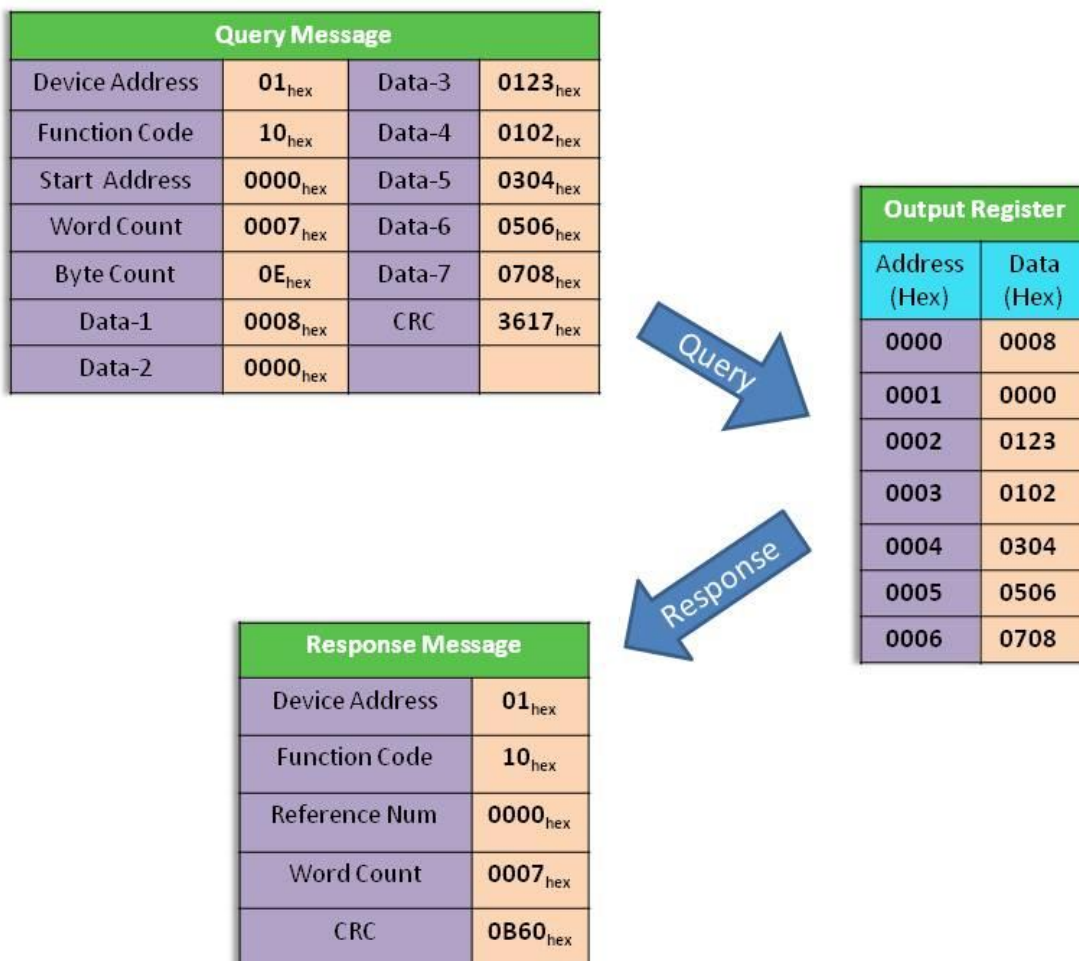 Query Message
Device Address 01hex Data-3 0123hex
Function Code 10hex Data-4 0102hex
Start Address 0000hex Data-5 0304hex
Word Count 0007hex Data-6 0506hex
Byte Count 0Ehex Data-7 0708hex
Data-1 0008hex CRC 3617hex
Data-2 0000hex
Query
Output Register
Address (Hex) Data (Hex)
0000 0008
0001 0000
0002 0123
0003 0102
0004 0304
0005 0506
0006 0708
Response
Response Message
Device Address 01hex
Function Code 10hex
Reference Num 0000hex
Word Count 0007hex
CRC 0B60hex